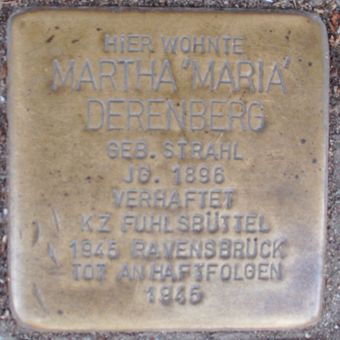 HIER WOHNTE
MARTHA "MARIA"
DERENBERG
GEB. STRAHL
JG. 1896
VERHAFTET
KZ FUHLSBÜTTEL
1945 RAVENSBRÜCK
TOT AN HAFTFOLGEN
1945